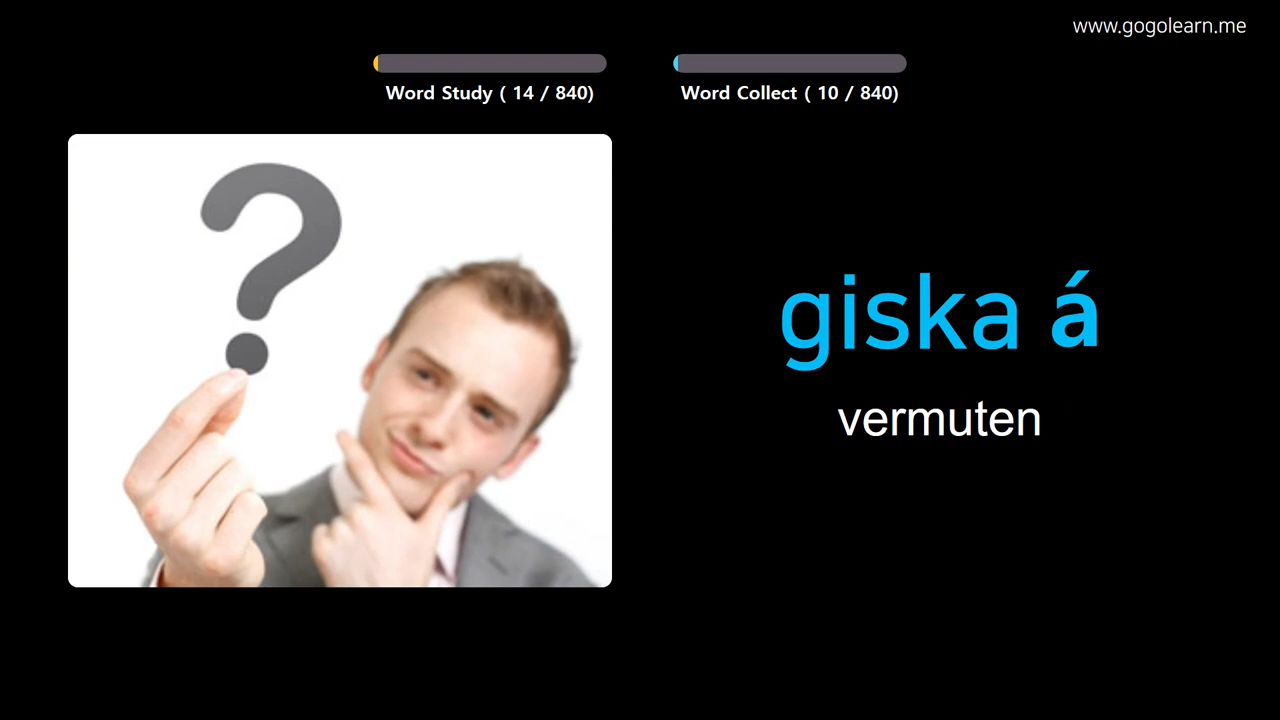 www.gogolearn.me
Word Study ( 14 / 840)
Word Collect ( 10 / 840)
?
giska á
vermuten